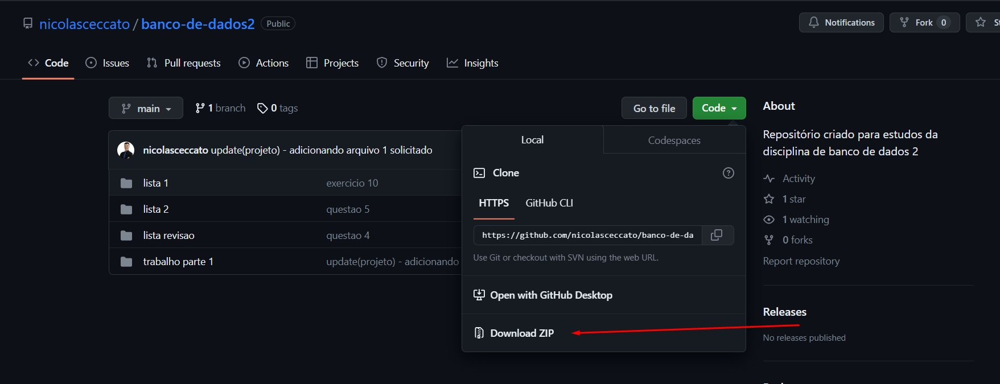 nicolasceccato / banco-de-dados2 Public
Notifications Fork 0
Code Issues Pull requests Actions Projects Security Insights
main 1 branch 0 tags Go to file Code
nicolasceccato update(projeto) - adicionando arquivo 1 solicitado
lista 1 exercicio 10
lista 2 questao 5
lista revisao questao 4
trabalho parte 1 update(projeto) - adicionando
Local Codespaces
Clone
HTTPS GitHub CLI
https://github.com/nicolasceccato/banco-de-da
Use Git or checkout with SVN using the web URL.
Open with GitHub Desktop
Download ZIP
About
Repositório criado para estudos da
disciplina de banco de dados 2
Activity
1 star
1 watching
0 forks
Report repository
Releases
No releases published